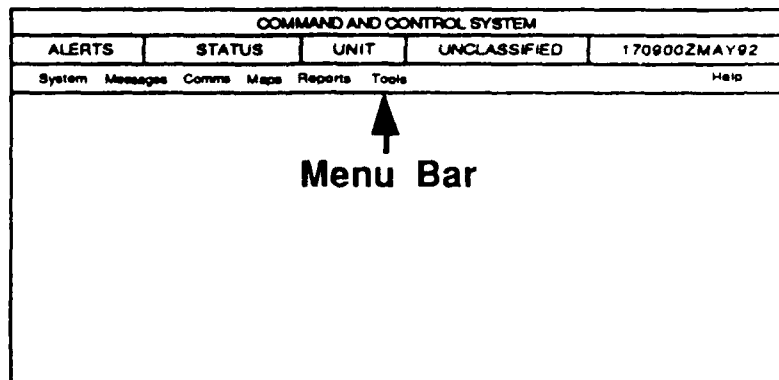 COMMAND AND CONTROL SYSTEM
ALERTS STATUS UNIT UNCLASSIFIED 170900ZMAY92
System Messages Comms Maps Reports Tools Help
Menu Bar